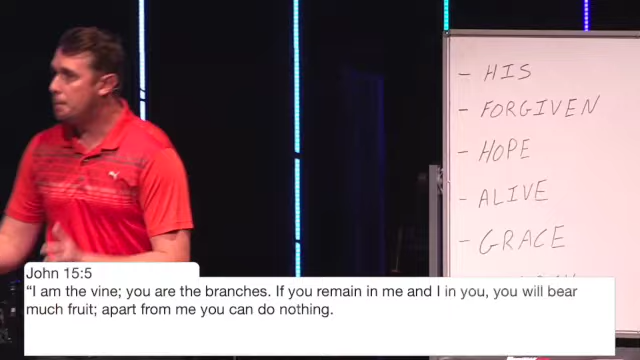 - HIS
- FORGIVEN
- HOPE
- ALIVE
- GRACE
John 15:5
“I am the vine; you are the branches. If you remain in me and I in you, you will bear
much fruit; apart from me you can do nothing.